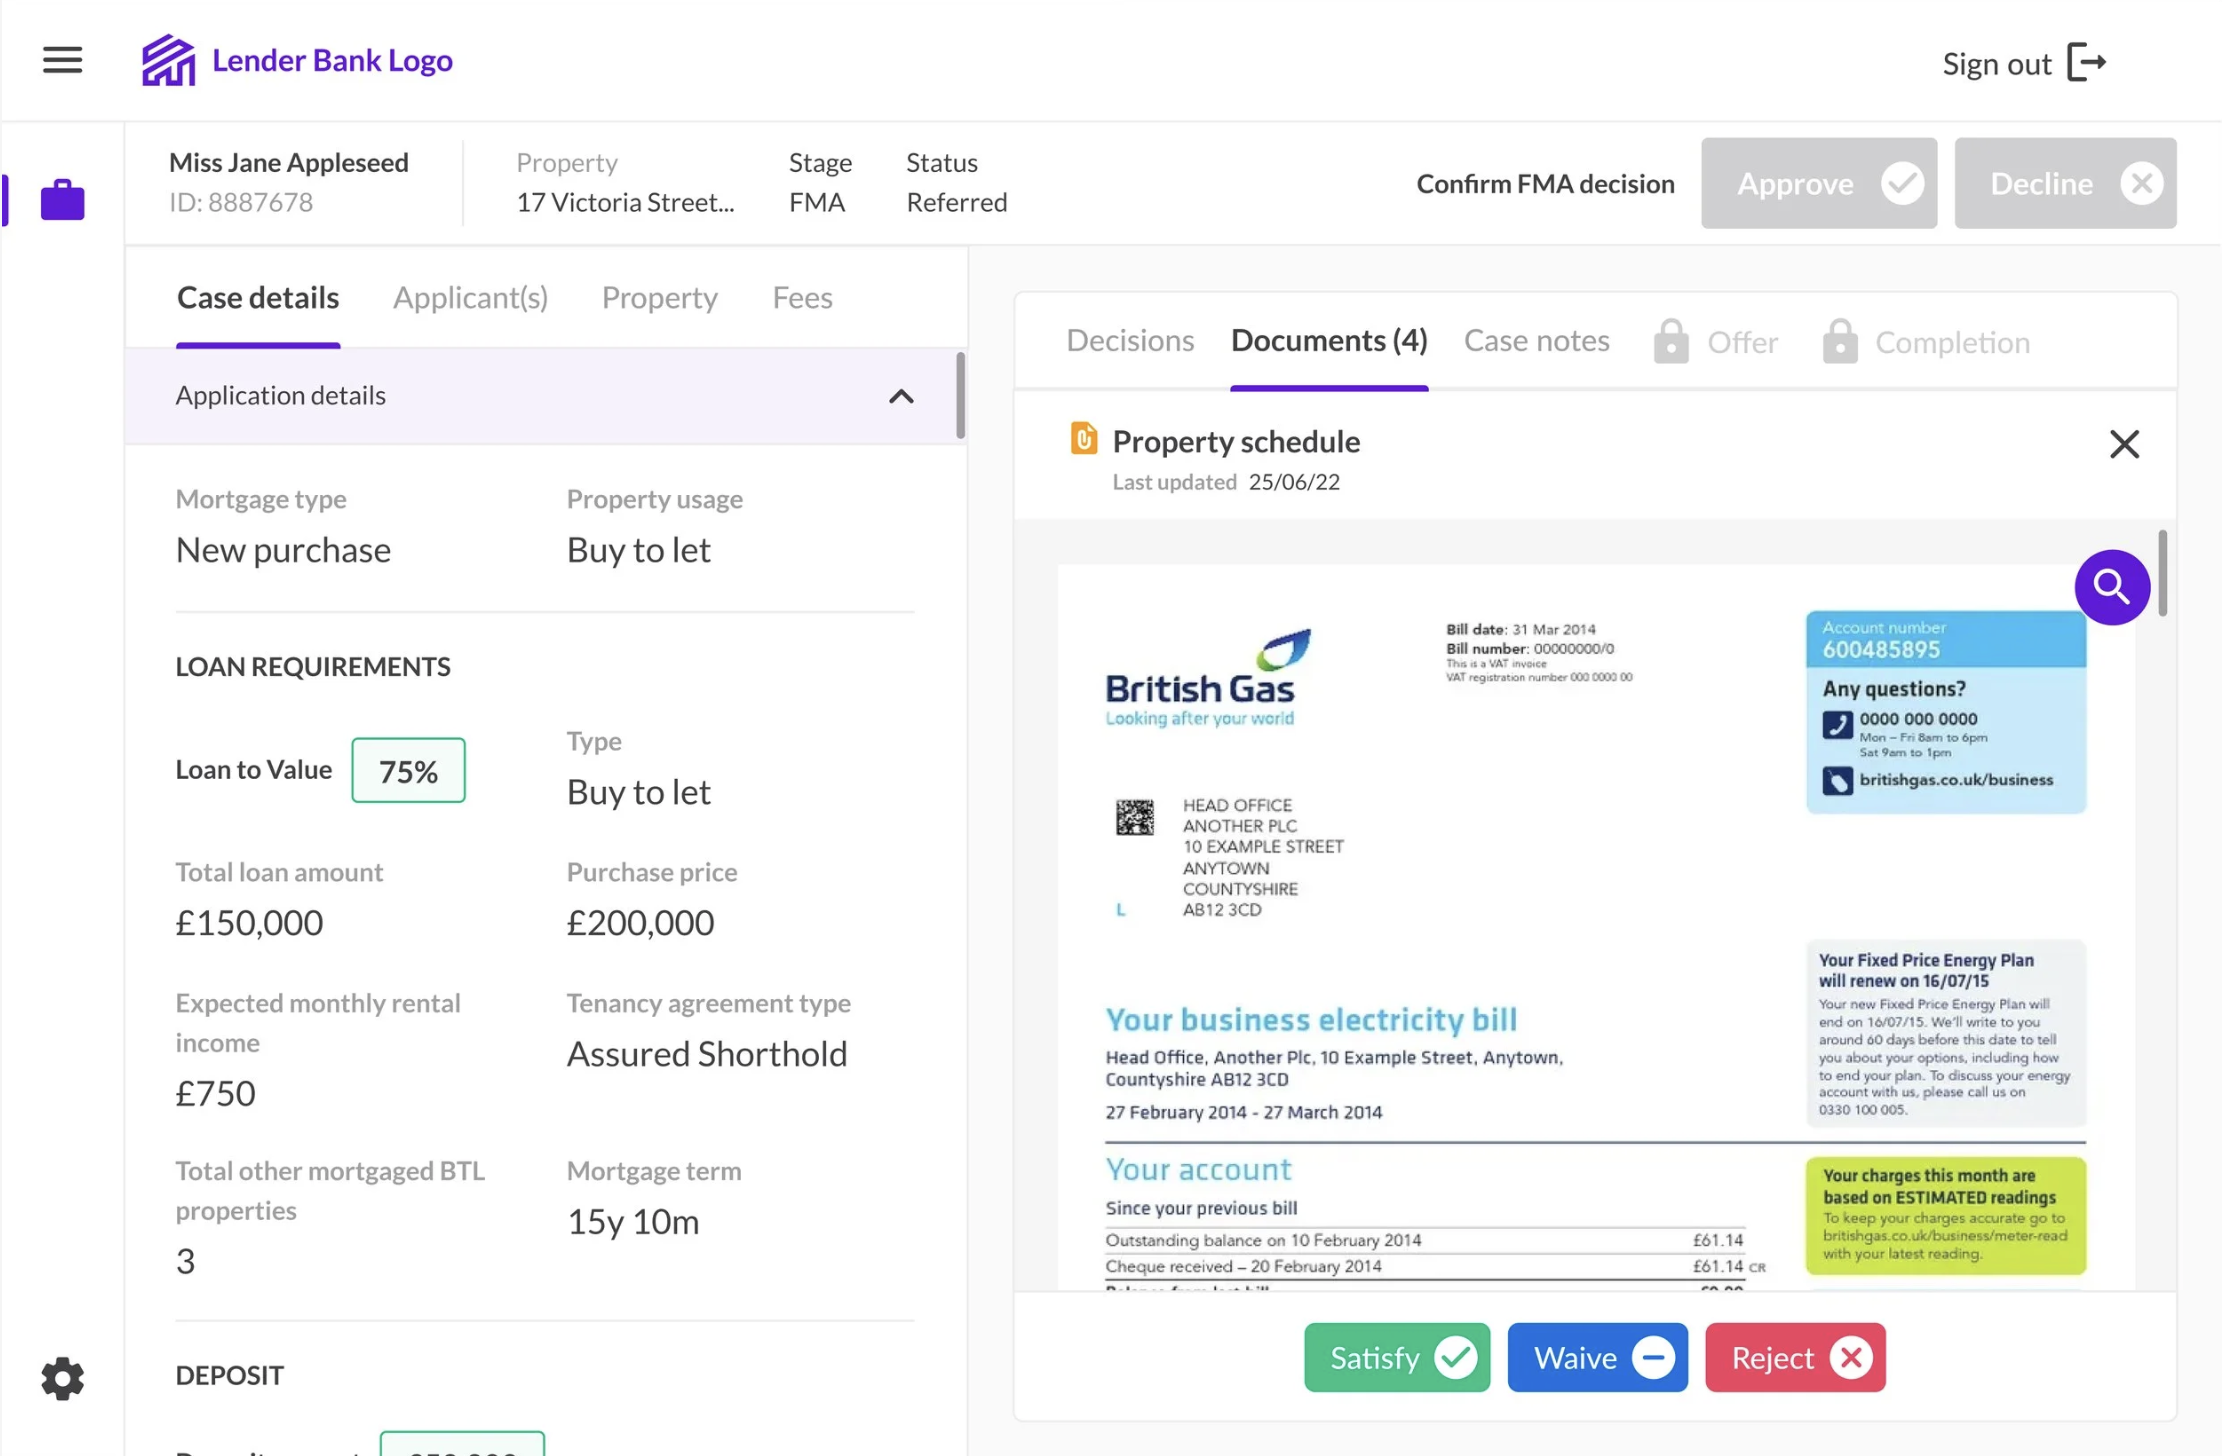 Lender Bank Logo
Sign out
Miss Jane Appleseed
ID: 8887678
Property
17 Victoria Street...
Stage
FMA
Status
Referred
Confirm FMA decision
Approve
Decline
Case details
Applicant(s)
Property
Fees
Application details
Mortgage type
New purchase
Property usage
Buy to let
LOAN REQUIREMENTS
Loan to Value
75%
Type
Buy to let
Total loan amount
£150,000
Purchase price
£200,000
Expected monthly rental
income
£750
Tenancy agreement type
Assured Shorthold
Total other mortgaged BTL
properties
3
Mortgage term
15y 10m
DEPOSIT
Decisions
Documents (4)
Case notes
Offer
Completion
Property schedule
Last updated 25/06/22
British Gas
Looking after your world
Bill date: 31 Mar 2014
Bill number: 00000000/0
This is a VAT invoice
VAT registration number 000 0000 00
Account number
600485895
Any questions?
0000 000 0000
Mon – Fri 8am to 6pm
Sat 9am to 1pm
britishgas.co.uk/business
HEAD OFFICE
ANOTHER PLC
10 EXAMPLE STREET
ANYTOWN
COUNTYSHIRE
L AB12 3CD
Your Fixed Price Energy Plan
will renew on 16/07/15
Your new Fixed Price Energy Plan will
end on 16/07/15. We'll write to you
around 60 days before this date to tell
you about your options, including how
to end your plan. To discuss your energy
account with us, please call us on
0330 100 005.
Your business electricity bill
Head Office, Another Plc, 10 Example Street, Anytown,
Countyshire AB12 3CD
27 February 2014 - 27 March 2014
Your account
Since your previous bill
Outstanding balance on 10 February 2014 £61.14
Cheque received – 20 February 2014 £61.14 CR
Your charges this month are
based on ESTIMATED readings
To keep your charges accurate go to
britishgas.co.uk/business/meter-read
with your latest reading.
Satisfy
Waive
Reject